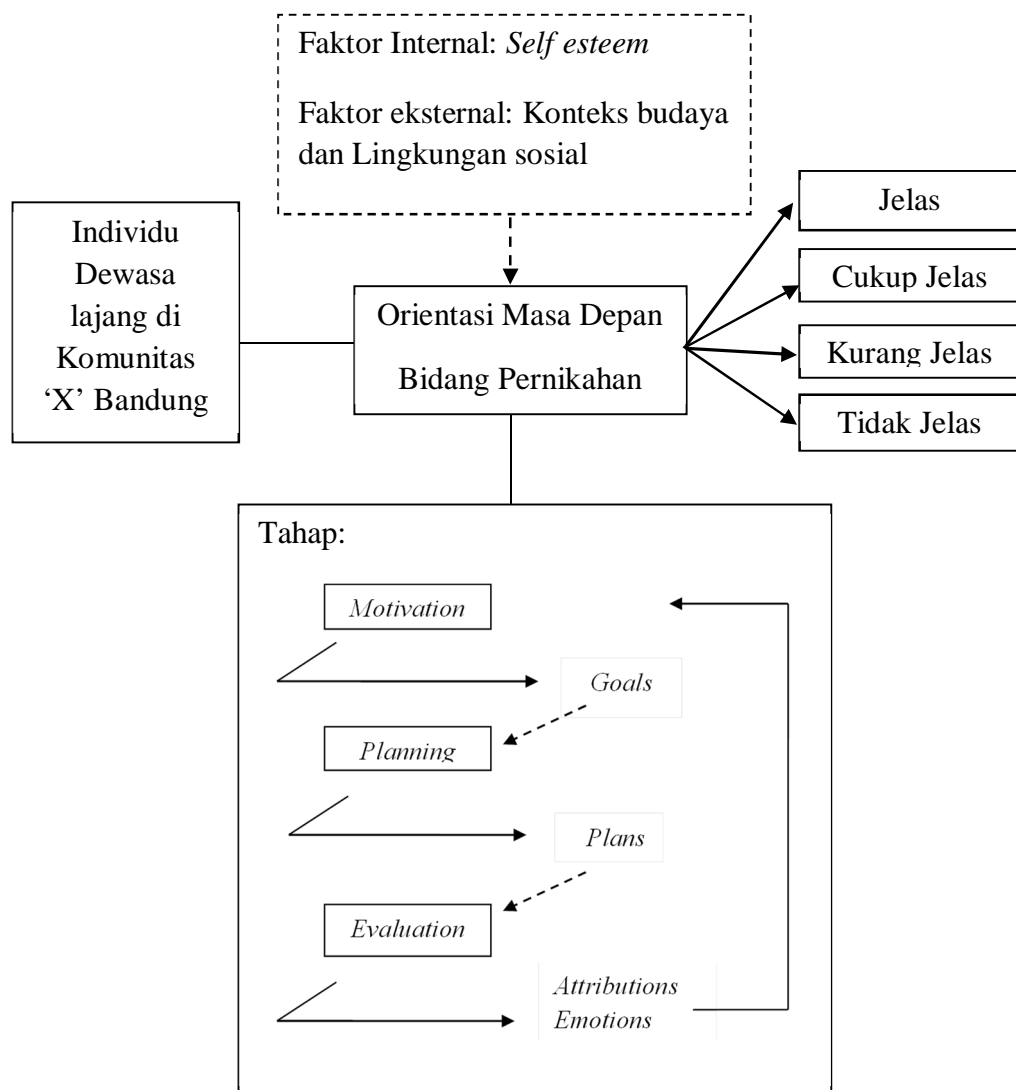 Faktor Internal: Self esteem
Faktor eksternal: Konteks budaya
dan Lingkungan sosial
Individu
Dewasa
lajang di
Komunitas
‘X’ Bandung
Orientasi Masa Depan
Bidang Pernikahan
Jelas
Cukup Jelas
Kurang Jelas
Tidak Jelas
Tahap:
Motivation
Goals
Planning
Plans
Evaluation
Attributions
Emotions